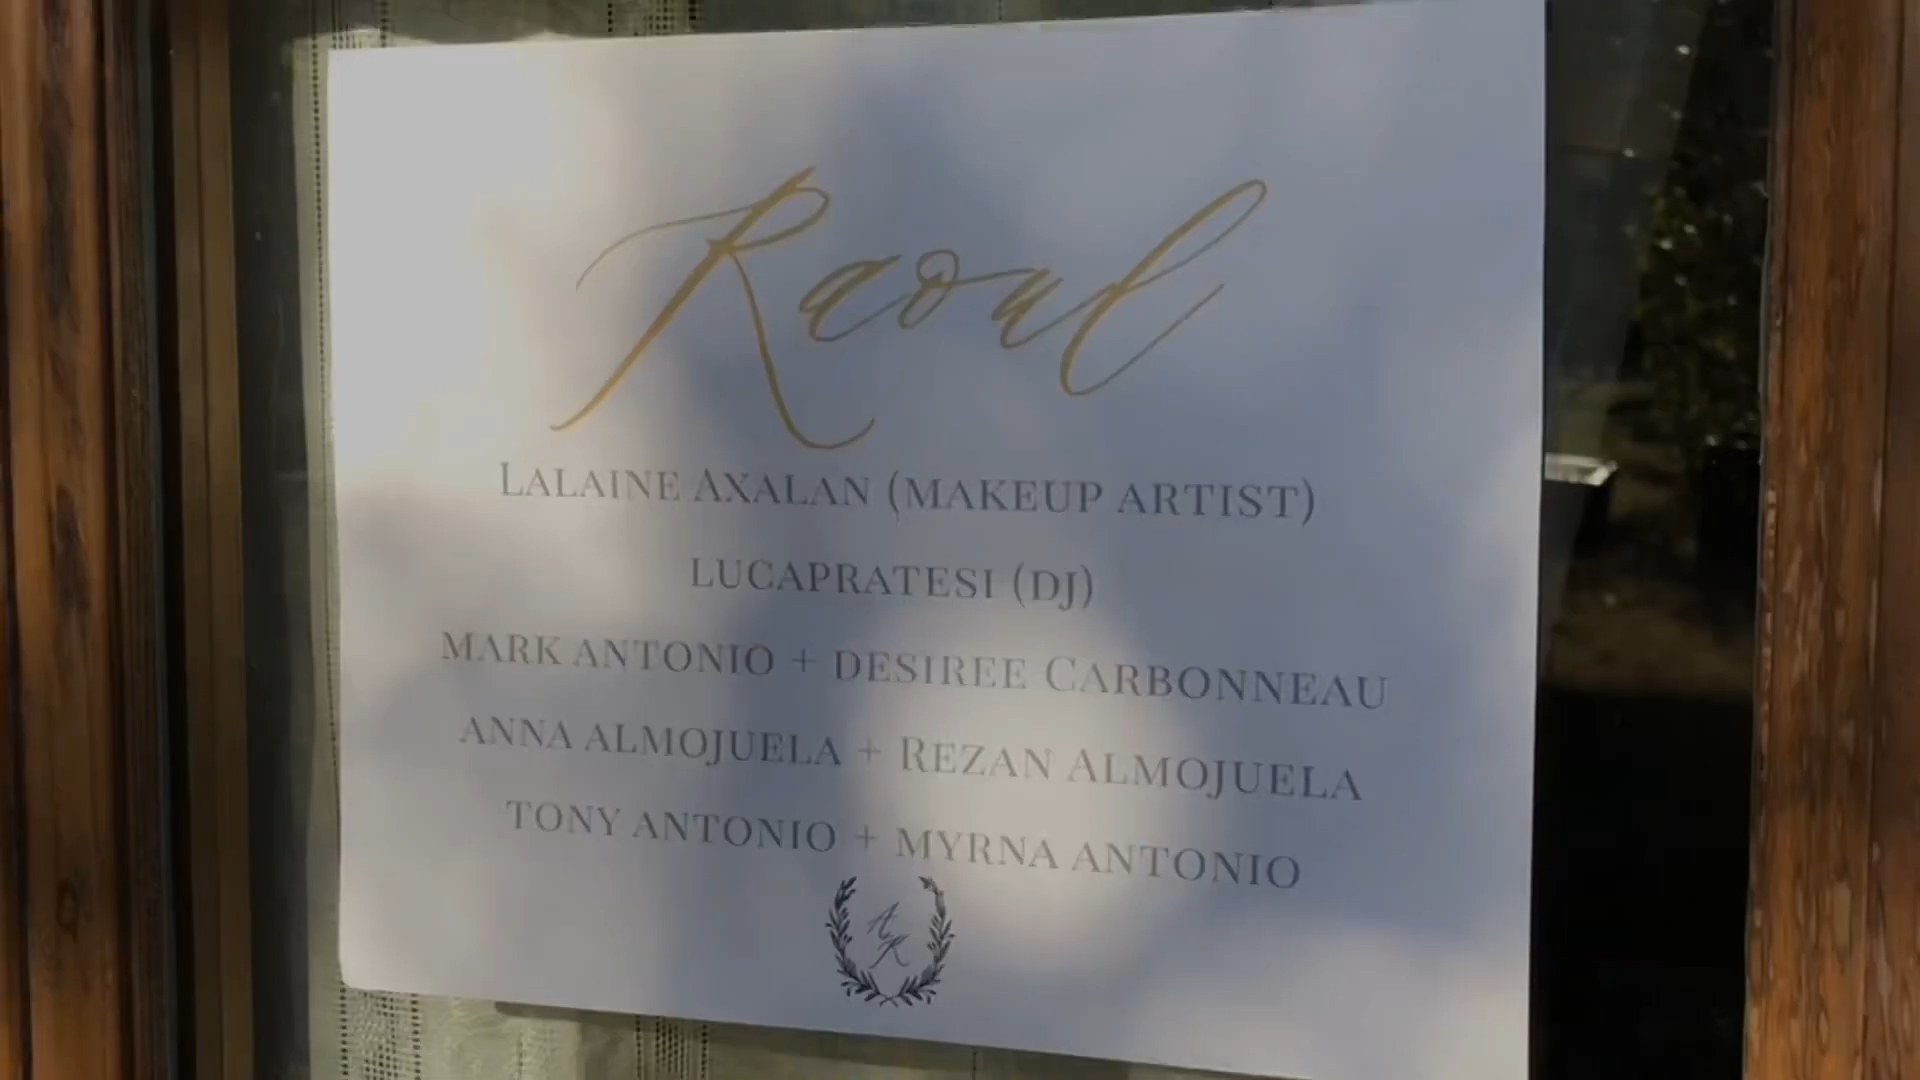 Raoul
LALAINE AXALAN (MAKEUP ARTIST)
LUCAPRATESI (DJ)
MARK ANTONIO + DESIREE CARBONNEAU
ANNA ALMOJUELA + REZAN ALMOJUELA
TONY ANTONIO + MYRNA ANTONIO
A
R